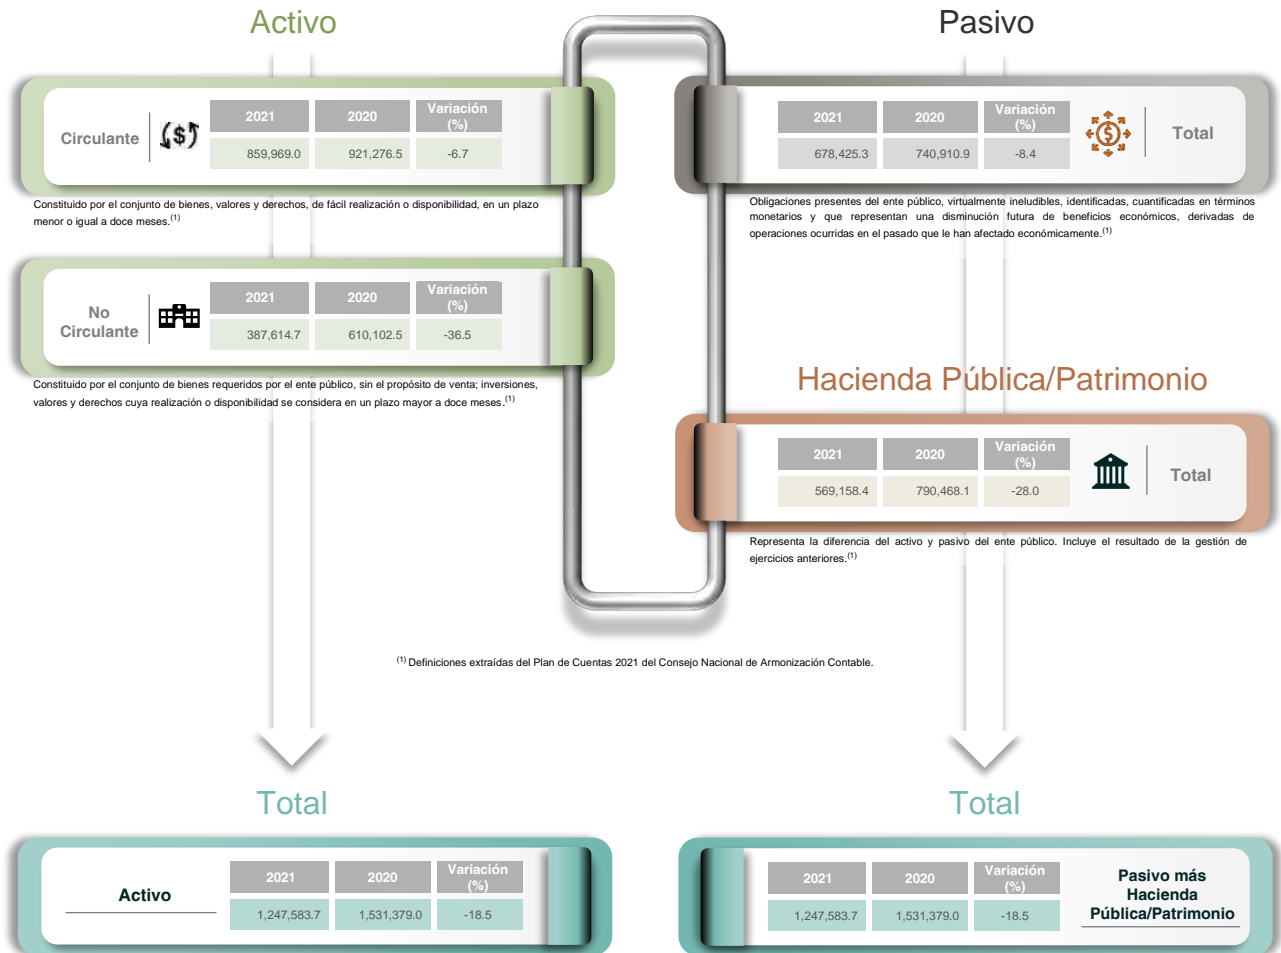 Activo
Circulante
2021 2020 Variación (%)
859,969.0 921,276.5 -6.7
Constituido por el conjunto de bienes, valores y derechos, de fácil realización o disponibilidad, en un plazo
menor o igual a doce meses.(1)
No
Circulante
2021 2020 Variación (%)
387,614.7 610,102.5 -36.5
Constituido por el conjunto de bienes requeridos por el ente público, sin el propósito de venta; inversiones,
valores y derechos cuya realización o disponibilidad se considera en un plazo mayor a doce meses.(1)
Pasivo
2021 2020 Variación (%)
678,425.3 740,910.9 -8.4
Total
Obligaciones presentes del ente público, virtualmente ineludibles, identificadas, cuantificadas en términos
monetarios y que representan una disminución futura de beneficios económicos, derivadas de
operaciones ocurridas en el pasado que le han afectado económicamente.(1)
Hacienda Pública/Patrimonio
2021 2020 Variación (%)
569,158.4 790,468.1 -28.0
Total
Representa la diferencia del activo y pasivo del ente público. Incluye el resultado de la gestión de
ejercicios anteriores.(1)
(1) Definiciones extraídas del Plan de Cuentas 2021 del Consejo Nacional de Armonización Contable.
Total
Activo
2021 2020 Variación (%)
1,247,583.7 1,531,379.0 -18.5
Total
2021 2020 Variación (%)
1,247,583.7 1,531,379.0 -18.5
Pasivo más
Hacienda
Pública/Patrimonio